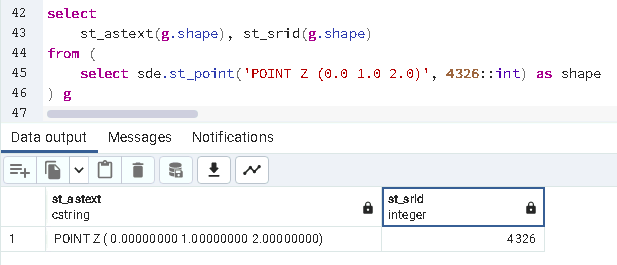 42 select
43 st_astext(g.shape), st_srid(g.shape)
44 from (
45 select sde.st_point('POINT Z (0.0 1.0 2.0)', 4326::int) as shape
46 ) g
47
Data output Messages Notifications
st_astext
cstring
st_srid
integer
1 POINT Z ( 0.00000000 1.00000000 2.00000000) 4326